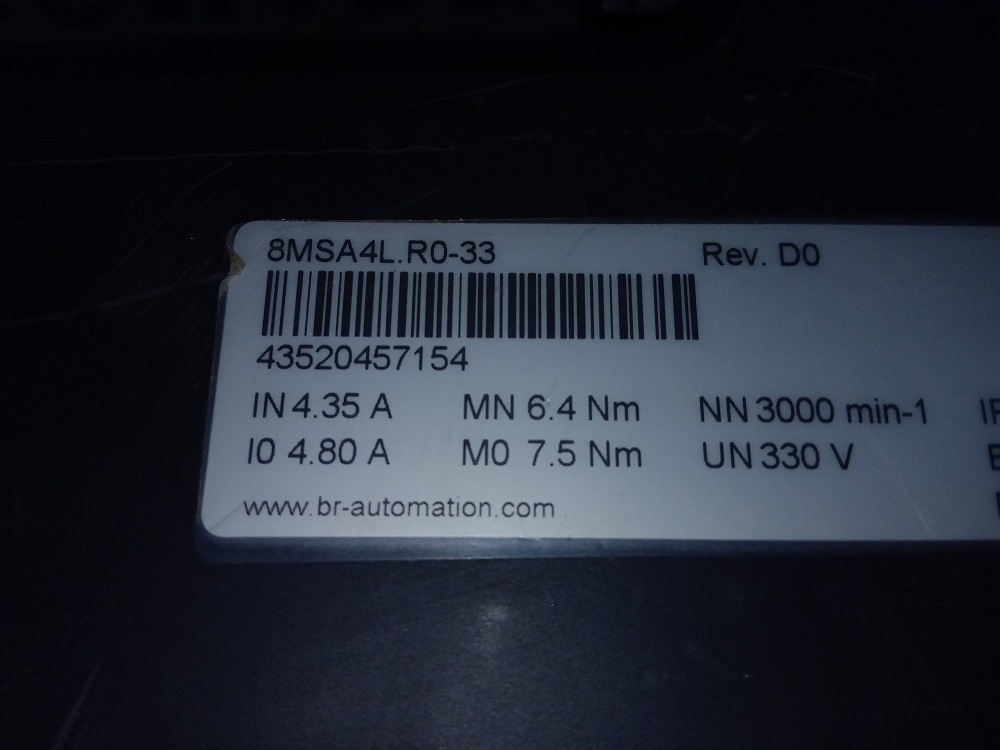 8MSA4L.R0-33 Rev. D0
43520457154
IN 4.35 A MN 6.4 Nm NN 3000 min-1
I0 4.80 A M0 7.5 Nm UN 330 V
www.br-automation.com